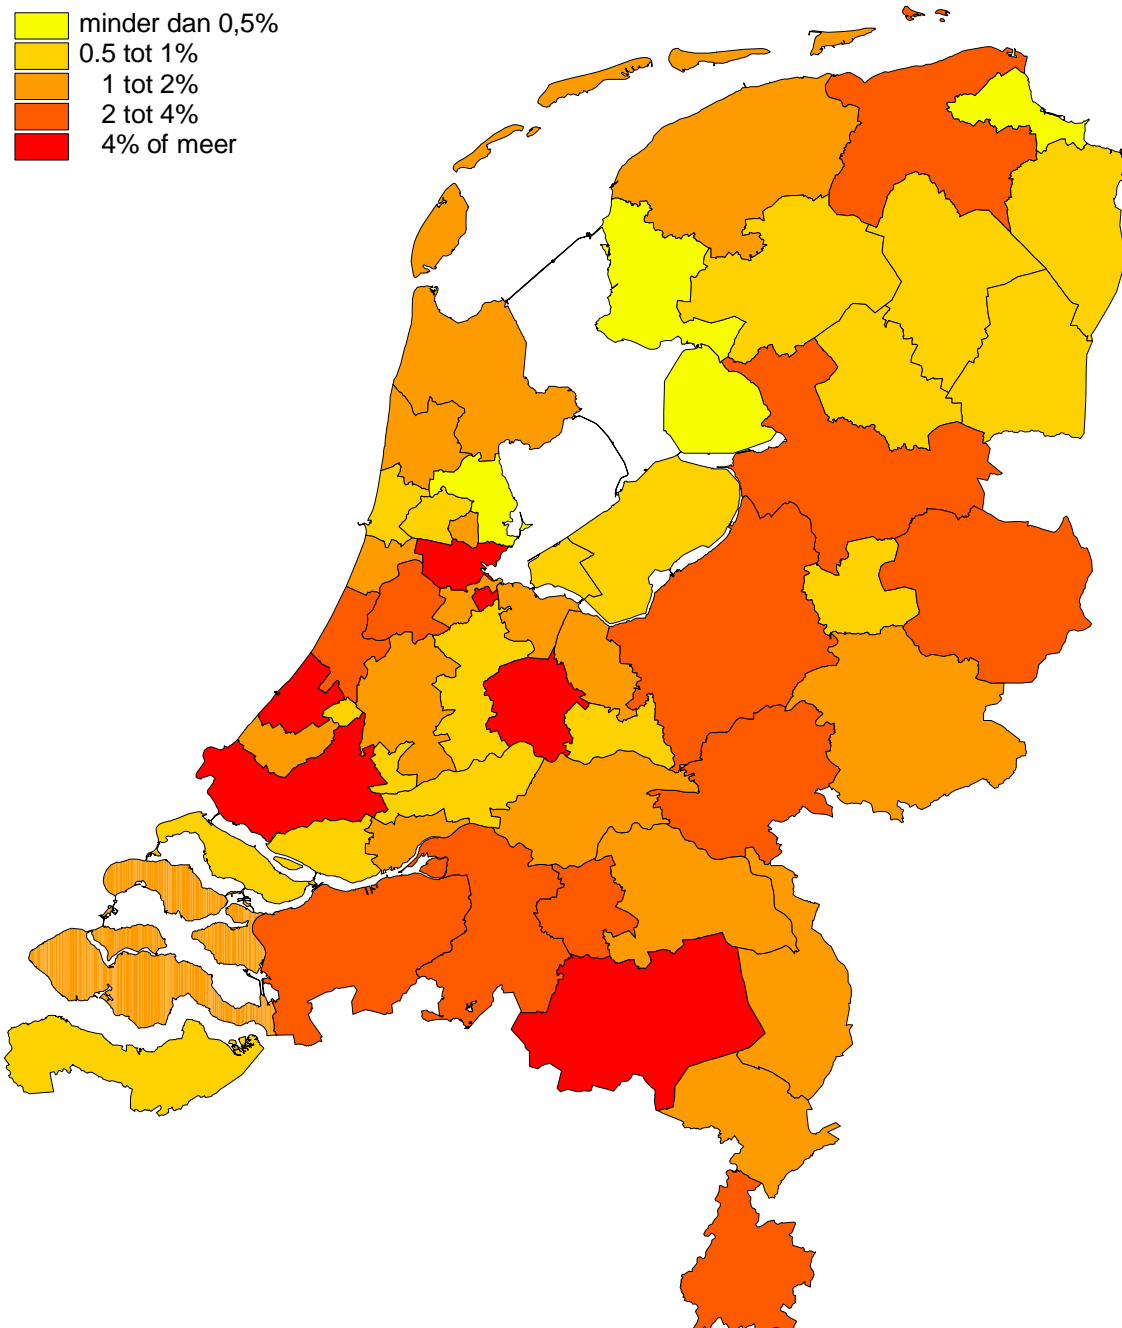 minder dan 0,5%
0.5 tot 1%
1 tot 2%
2 tot 4%
4% of meer